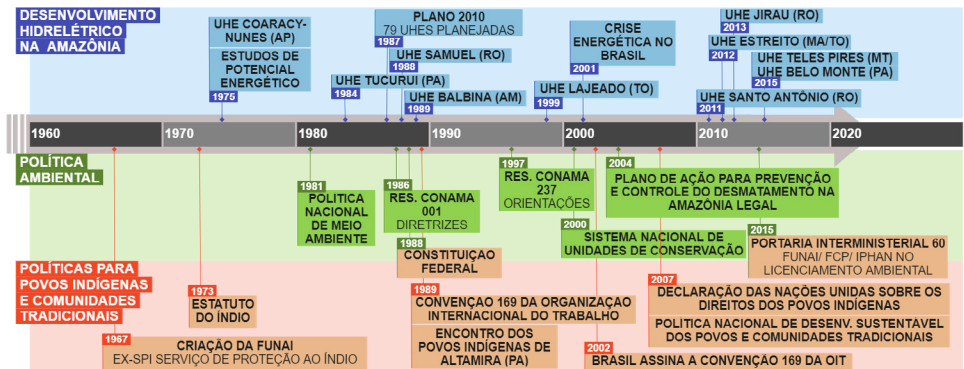 DESENVOLVIMENTO
HIDRELÉTRICO
NA AMAZÔNIA
UHE COARACY-
NUNES (AP)
ESTUDOS DE
POTENCIAL
ENERGÉTICO
1975
PLANO 2010
79 UHES PLANEJADAS
1987
UHE SAMUEL (RO)
1988
UHE TUCURUI (PA)
1984
UHE BALBINA (AM)
1989
CRISE
ENERGÉTICA NO
BRASIL
2001
UHE LAJEADO (TO)
1999
UHE JIRAU (RO)
2013
UHE ESTREITO (MA/TO)
2012
UHE TELES PIRES (MT)
UHE BELO MONTE (PA)
2015
UHE SANTO ANTÔNIO (RO)
2011
1960
1970
1980
1990
2000
2010
2020
POLÍTICA
AMBIENTAL
1981
POLITICA
NACIONAL
DE MEIO
AMBIENTE
1986
RES. CONAMA
001
DIRETRIZES
1988
CONSTITUIÇAO
FEDERAL
1997
RES. CONAMA
237
ORIENTAÇÕES
2000
SISTEMA NACIONAL DE
UNIDADES DE CONSERVAÇÃO
2004
PLANO DE AÇÃO PARA PREVENÇÃO
E CONTROLE DO DESMATAMENTO NA
AMAZÔNIA LEGAL
2015
PORTARIA INTERMINISTERIAL 60
FUNAI/ FCP/ IPHAN NO
LICENCIAMENTO AMBIENTAL
POLÍTICAS PARA
POVOS INDÍGENAS
E COMUNIDADES
TRADICIONAIS
1973
ESTATUTO
DO ÍNDIO
1967
CRIAÇÃO DA FUNAI
EX-SPI SERVIÇO DE PROTEÇÃO AO ÍNDIO
1989
CONVENÇAO 169 DA ORGANIZAÇAO
INTERNACIONAL DO TRABALHO
ENCONTRO DOS
POVOS INDÍGENAS DE
ALTAMIRA (PA)
2002
BRASIL ASSINA A CONVENÇÃO 169 DA OIT
2007
DECLARAÇÃO DAS NAÇÕES UNIDAS SOBRE OS
DIREITOS DOS POVOS INDÍGENAS
POLÍTICA NACIONAL DE DESENV. SUSTENTÁVEL
DOS POVOS E COMUNIDADES TRADICIONAIS